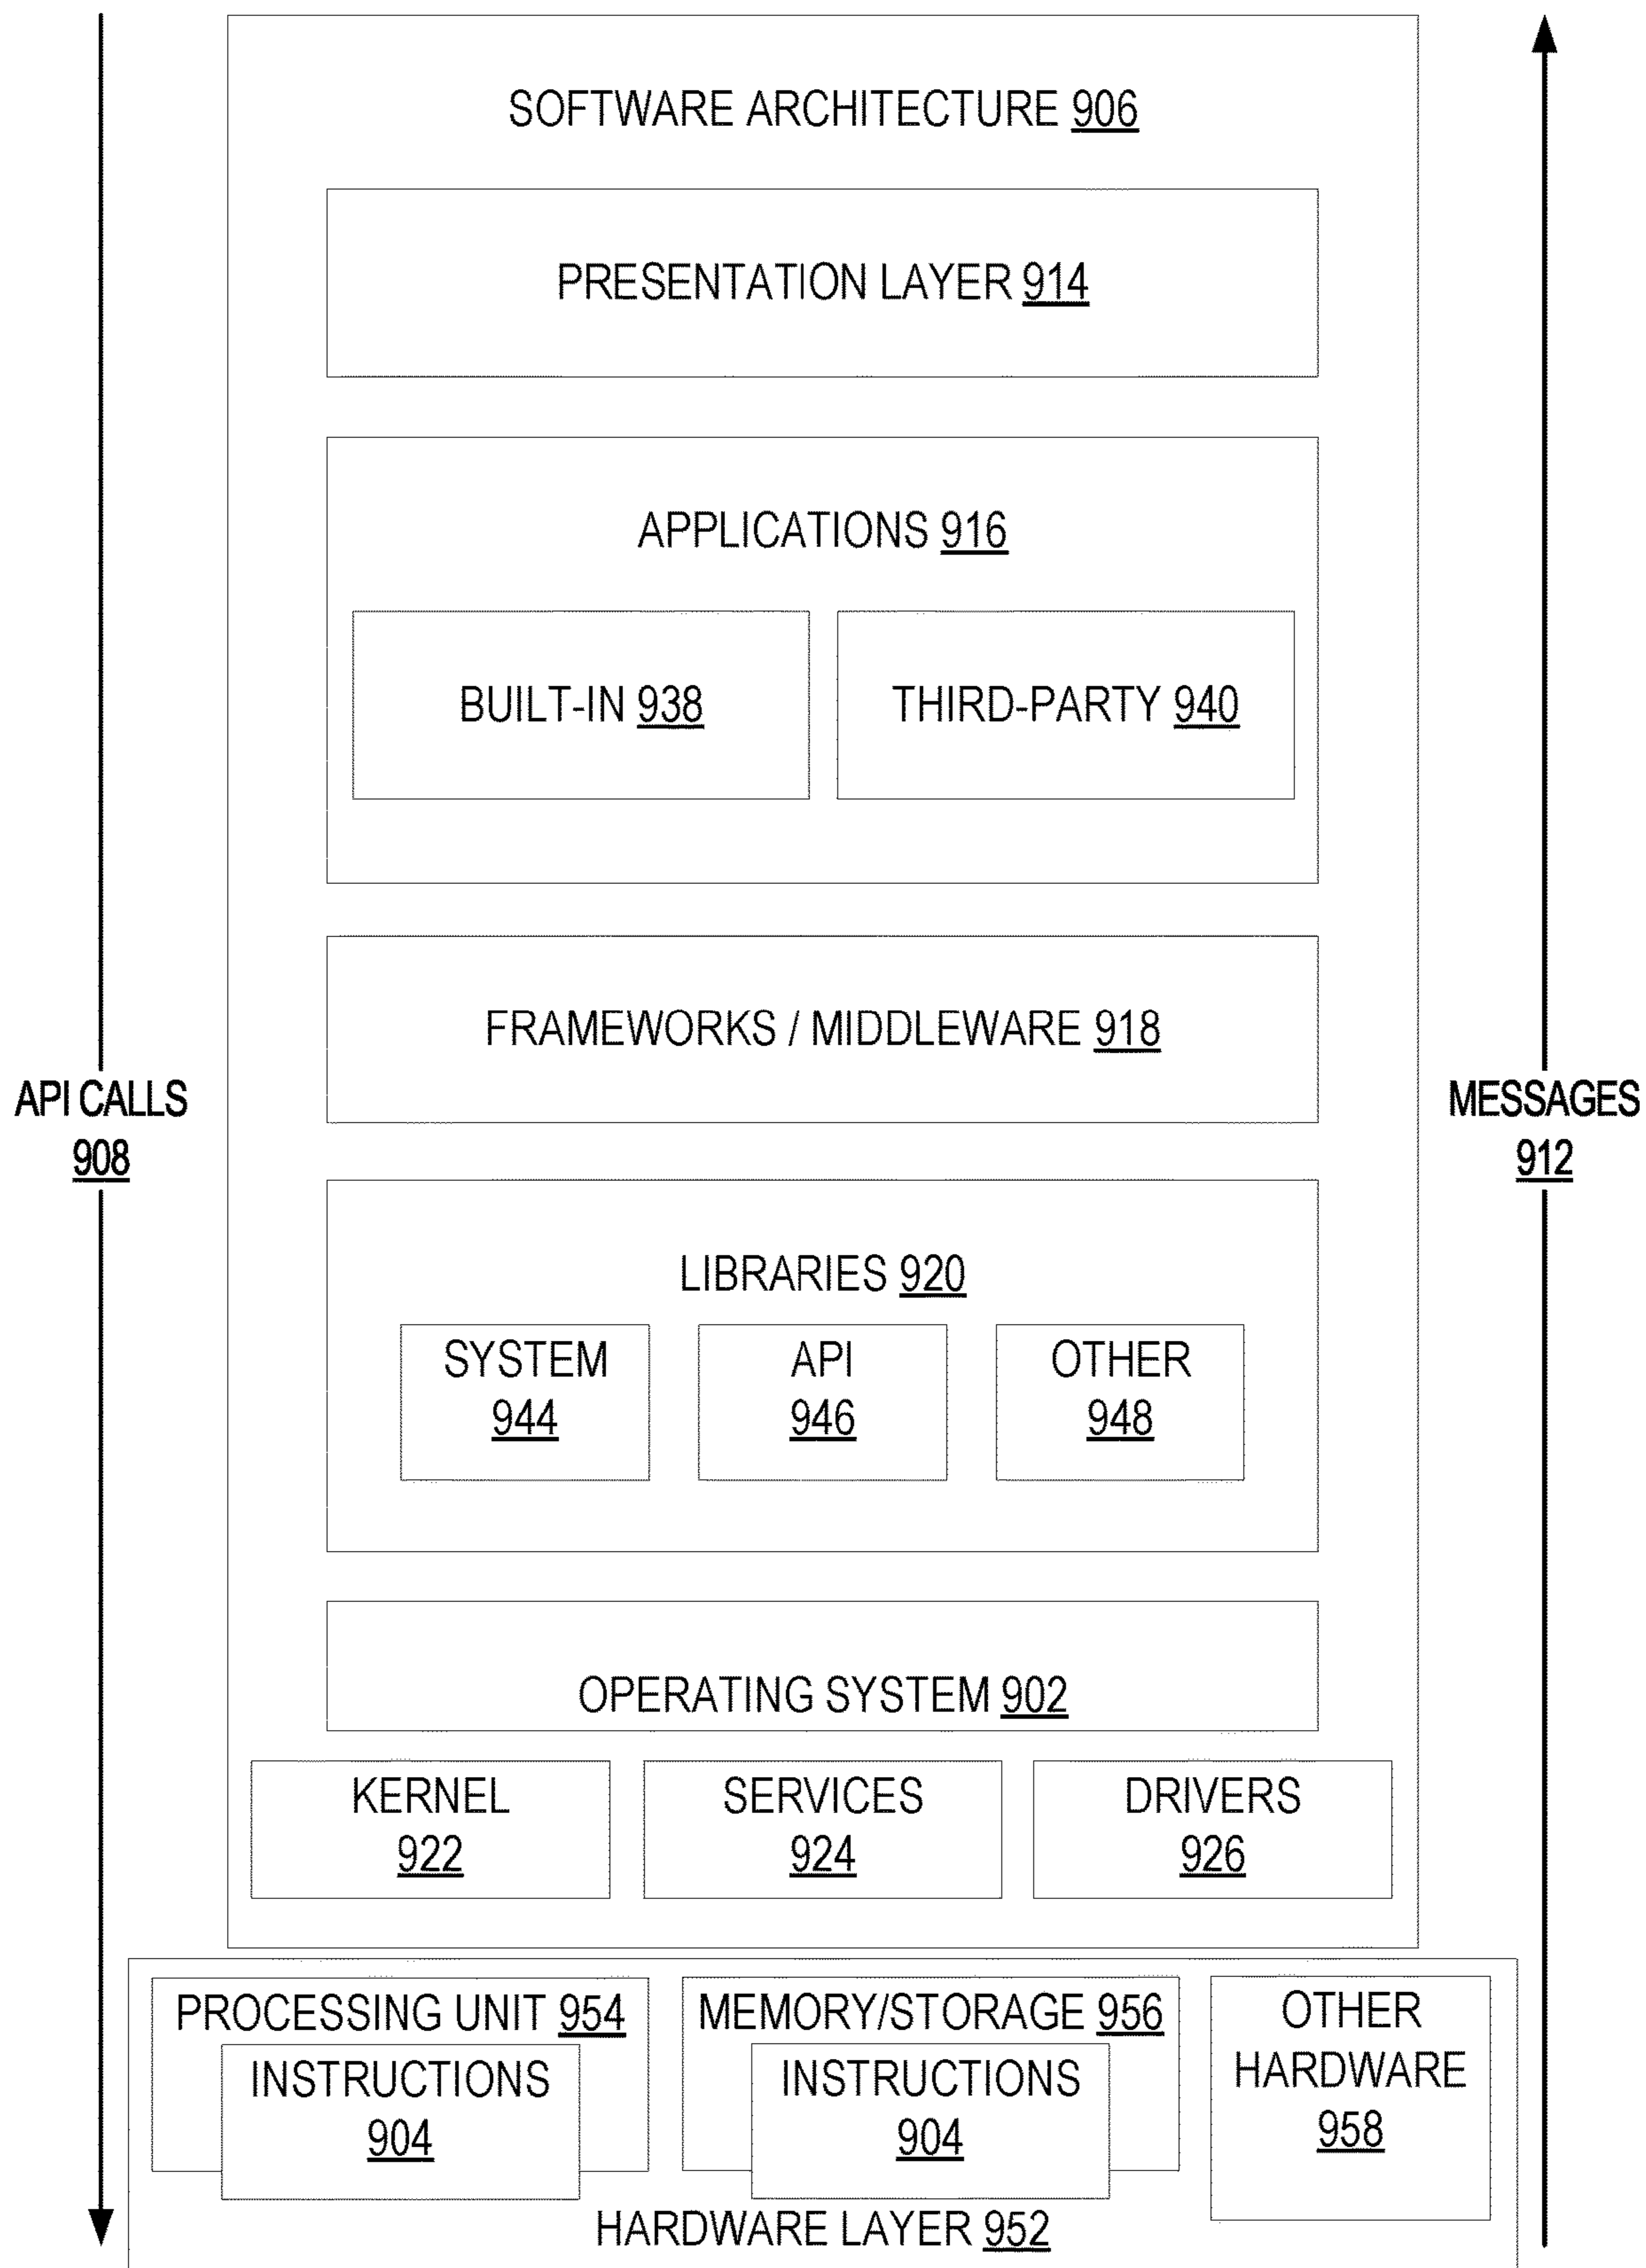 SOFTWARE ARCHITECTURE 906
PRESENTATION LAYER 914
APPLICATIONS 916
BUILT-IN 938
THIRD-PARTY 940
FRAMEWORKS / MIDDLEWARE 918
API CALLS
908
MESSAGES
912
LIBRARIES 920
SYSTEM
944
API
946
OTHER
948
OPERATING SYSTEM 902
KERNEL
922
SERVICES
924
DRIVERS
926
PROCESSING UNIT 954
INSTRUCTIONS
904
MEMORY/STORAGE 956
INSTRUCTIONS
904
OTHER
HARDWARE
958
HARDWARE LAYER 952